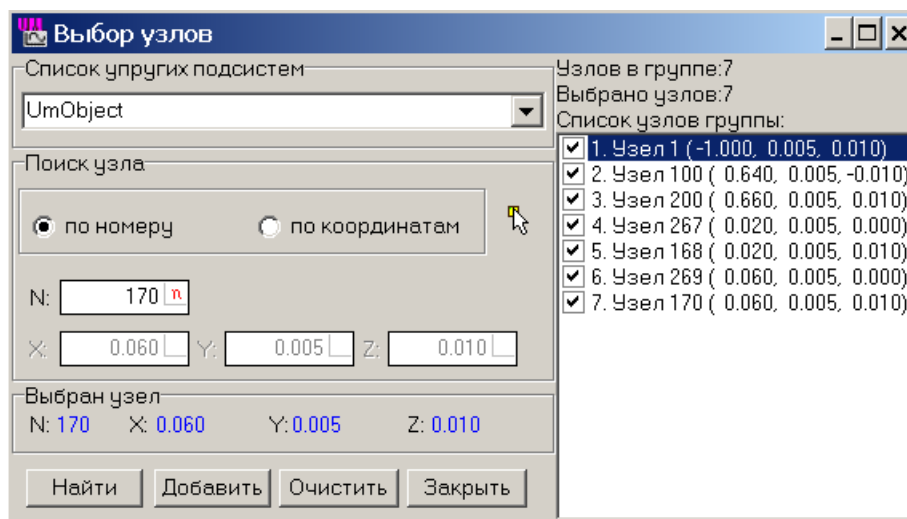 Выбор узлов
Список упругих подсистем
UmObject
Поиск узла
по номеру
по координатам
N: 170 n
X: 0.060 Y: 0.005 Z: 0.010
Выбран узел
N: 170 X: 0.060 Y: 0.005 Z: 0.010
Найти Добавить Очистить Закрыть
Узлов в группе:7
Выбрано узлов:7
Список узлов группы:
1. Узел 1 (-1.000, 0.005, 0.010)
2. Узел 100 ( 0.640, 0.005, -0.010)
3. Узел 200 ( 0.660, 0.005, 0.010)
4. Узел 267 ( 0.020, 0.005, 0.000)
5. Узел 168 ( 0.020, 0.005, 0.010)
6. Узел 269 ( 0.060, 0.005, 0.000)
7. Узел 170 ( 0.060, 0.005, 0.010)